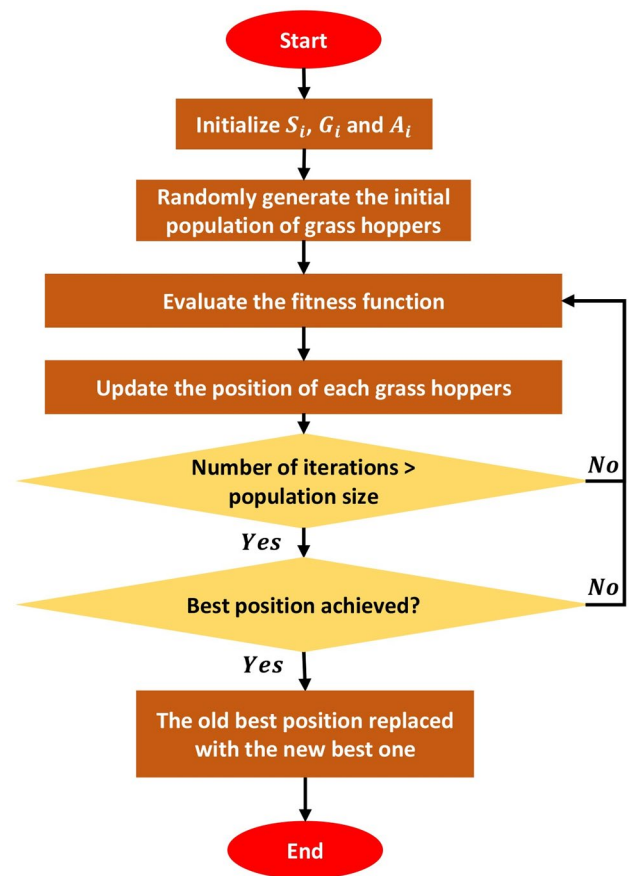 Start
Initialize S_i, G_i and A_i
Randomly generate the initial
population of grass hoppers
Evaluate the fitness function
Update the position of each grass hoppers
Number of iterations >
population size
No
Yes
Best position achieved?
No
Yes
The old best position replaced
with the new best one
End